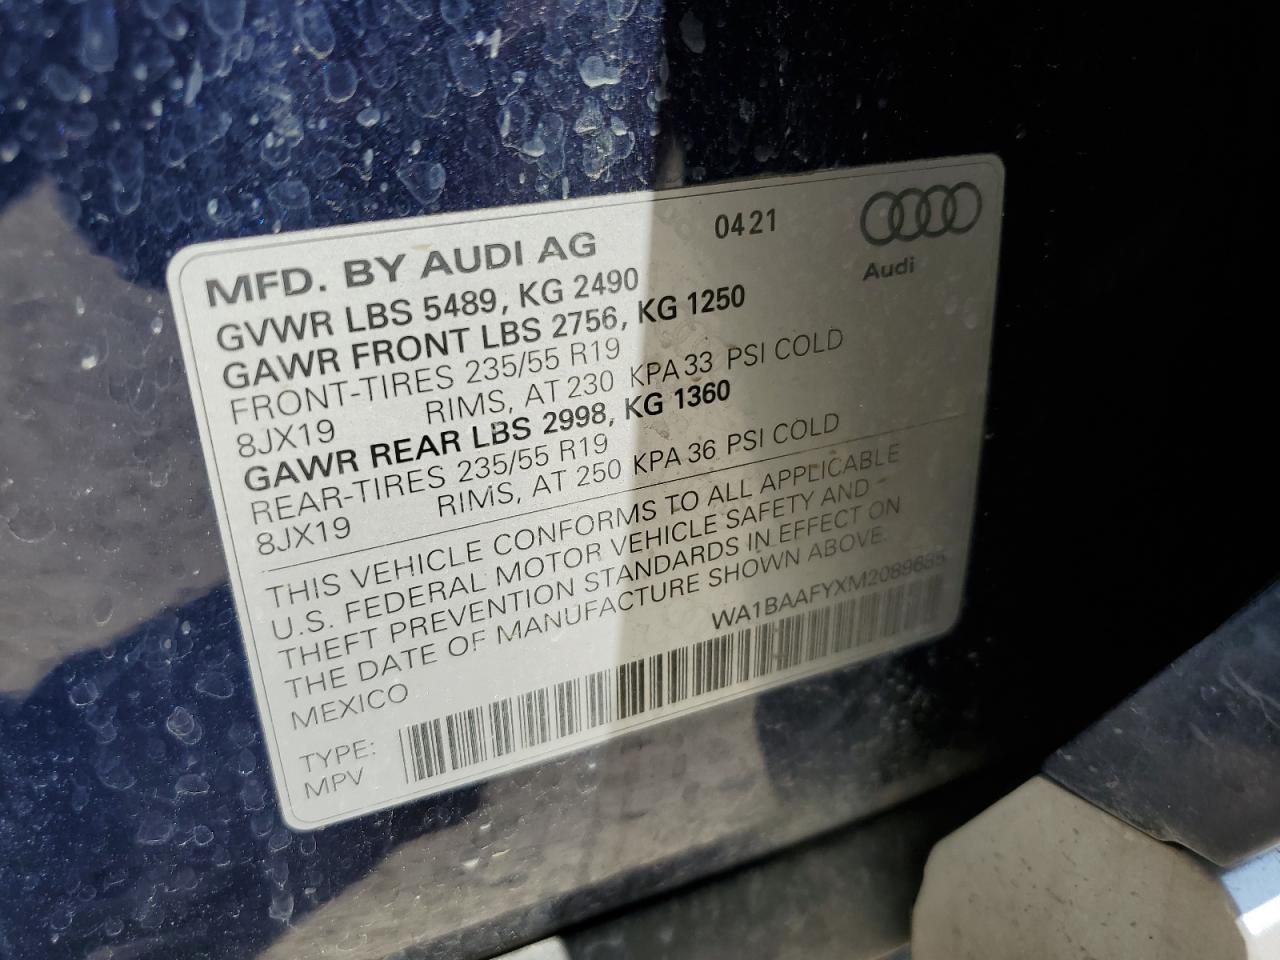 MFD. BY AUDI AG 0421
Audi
GVWR LBS 5489, KG 2490
GAWR FRONT LBS 2756, KG 1250
FRONT-TIRES 235/55 R19
8JX19 RIMS, AT 230 KPA 33 PSI COLD
GAWR REAR LBS 2998, KG 1360
REAR-TIRES 235/55 R19
8JX19 RIMS, AT 250 KPA 36 PSI COLD
THIS VEHICLE CONFORMS TO ALL APPLICABLE
U.S. FEDERAL MOTOR VEHICLE SAFETY AND
THEFT PREVENTION STANDARDS IN EFFECT ON
THE DATE OF MANUFACTURE SHOWN ABOVE.
MEXICO
TYPE:
MPV